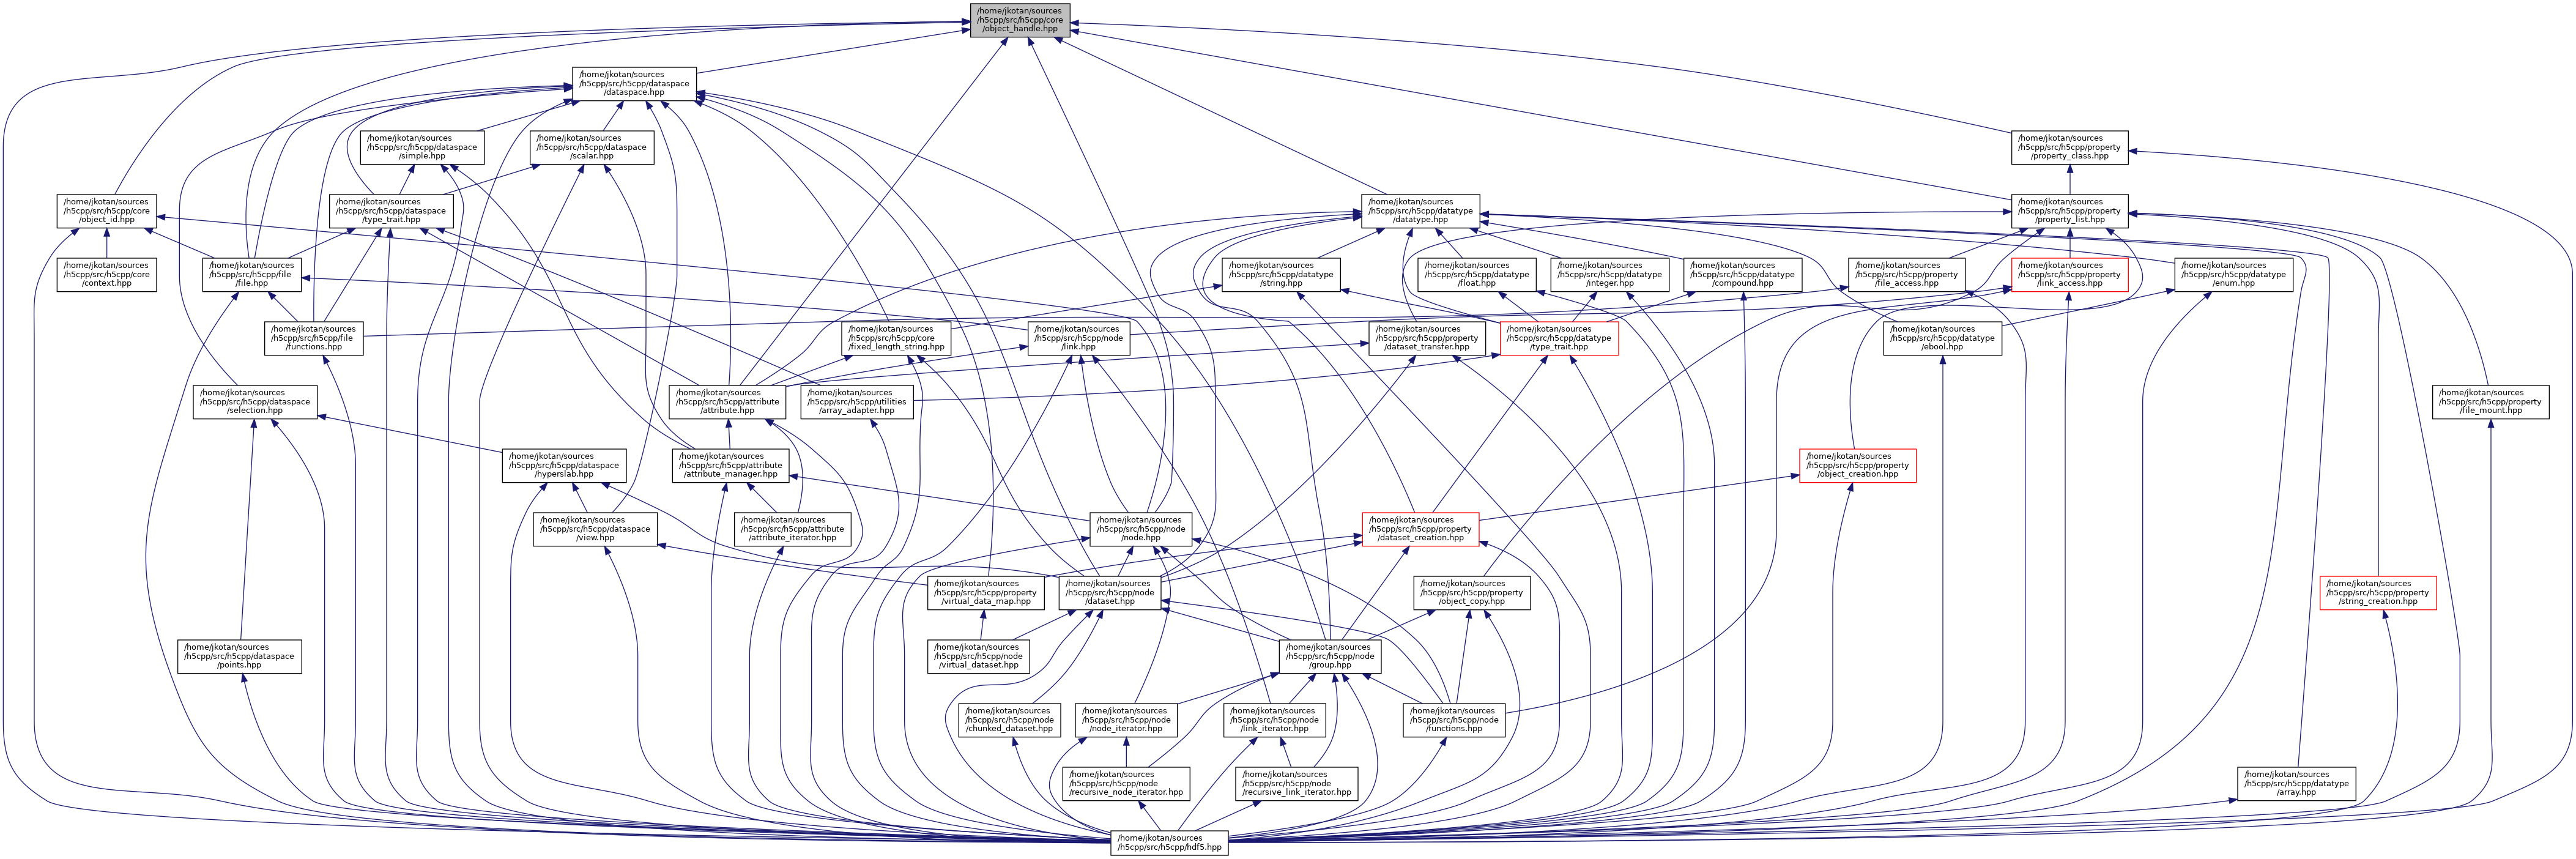 /home/jkotan/sources
/h5cpp/src/h5cpp/core
/object_handle.hpp
/home/jkotan/sources
/h5cpp/src/h5cpp/dataspace
/dataspace.hpp
/home/jkotan/sources
/h5cpp/src/h5cpp/dataspace
/simple.hpp
/home/jkotan/sources
/h5cpp/src/h5cpp/dataspace
/scalar.hpp
/home/jkotan/sources
/h5cpp/src/h5cpp/property
/property_class.hpp
/home/jkotan/sources
/h5cpp/src/h5cpp/core
/object_id.hpp
/home/jkotan/sources
/h5cpp/src/h5cpp/dataspace
/type_trait.hpp
/home/jkotan/sources
/h5cpp/src/h5cpp/datatype
/datatype.hpp
/home/jkotan/sources
/h5cpp/src/h5cpp/property
/property_list.hpp
/home/jkotan/sources
/h5cpp/src/h5cpp/core
/context.hpp
/home/jkotan/sources
/h5cpp/src/h5cpp/file
/file.hpp
/home/jkotan/sources
/h5cpp/src/h5cpp/datatype
/string.hpp
/home/jkotan/sources
/h5cpp/src/h5cpp/datatype
/float.hpp
/home/jkotan/sources
/h5cpp/src/h5cpp/datatype
/integer.hpp
/home/jkotan/sources
/h5cpp/src/h5cpp/datatype
/compound.hpp
/home/jkotan/sources
/h5cpp/src/h5cpp/property
/file_access.hpp
/home/jkotan/sources
/h5cpp/src/h5cpp/property
/link_access.hpp
/home/jkotan/sources
/h5cpp/src/h5cpp/datatype
/enum.hpp
/home/jkotan/sources
/h5cpp/src/h5cpp/file
/functions.hpp
/home/jkotan/sources
/h5cpp/src/h5cpp/core
/fixed_length_string.hpp
/home/jkotan/sources
/h5cpp/src/h5cpp/node
/link.hpp
/home/jkotan/sources
/h5cpp/src/h5cpp/property
/dataset_transfer.hpp
/home/jkotan/sources
/h5cpp/src/h5cpp/datatype
/type_trait.hpp
/home/jkotan/sources
/h5cpp/src/h5cpp/datatype
/ebool.hpp
/home/jkotan/sources
/h5cpp/src/h5cpp/dataspace
/selection.hpp
/home/jkotan/sources
/h5cpp/src/h5cpp/attribute
/attribute.hpp
/home/jkotan/sources
/h5cpp/src/h5cpp/utilities
/array_adapter.hpp
/home/jkotan/sources
/h5cpp/src/h5cpp/property
/file_mount.hpp
/home/jkotan/sources
/h5cpp/src/h5cpp/dataspace
/hyperslab.hpp
/home/jkotan/sources
/h5cpp/src/h5cpp/attribute
/attribute_manager.hpp
/home/jkotan/sources
/h5cpp/src/h5cpp/property
/object_creation.hpp
/home/jkotan/sources
/h5cpp/src/h5cpp/dataspace
/view.hpp
/home/jkotan/sources
/h5cpp/src/h5cpp/attribute
/attribute_iterator.hpp
/home/jkotan/sources
/h5cpp/src/h5cpp/node
/node.hpp
/home/jkotan/sources
/h5cpp/src/h5cpp/property
/dataset_creation.hpp
/home/jkotan/sources
/h5cpp/src/h5cpp/property
/virtual_data_map.hpp
/home/jkotan/sources
/h5cpp/src/h5cpp/node
/dataset.hpp
/home/jkotan/sources
/h5cpp/src/h5cpp/property
/object_copy.hpp
/home/jkotan/sources
/h5cpp/src/h5cpp/property
/string_creation.hpp
/home/jkotan/sources
/h5cpp/src/h5cpp/dataspace
/points.hpp
/home/jkotan/sources
/h5cpp/src/h5cpp/node
/virtual_dataset.hpp
/home/jkotan/sources
/h5cpp/src/h5cpp/node
/group.hpp
/home/jkotan/sources
/h5cpp/src/h5cpp/node
/chunked_dataset.hpp
/home/jkotan/sources
/h5cpp/src/h5cpp/node
/node_iterator.hpp
/home/jkotan/sources
/h5cpp/src/h5cpp/node
/link_iterator.hpp
/home/jkotan/sources
/h5cpp/src/h5cpp/node
/functions.hpp
/home/jkotan/sources
/h5cpp/src/h5cpp/node
/recursive_node_iterator.hpp
/home/jkotan/sources
/h5cpp/src/h5cpp/node
/recursive_link_iterator.hpp
/home/jkotan/sources
/h5cpp/src/h5cpp/datatype
/array.hpp
/home/jkotan/sources
/h5cpp/src/h5cpp/hdf5.hpp